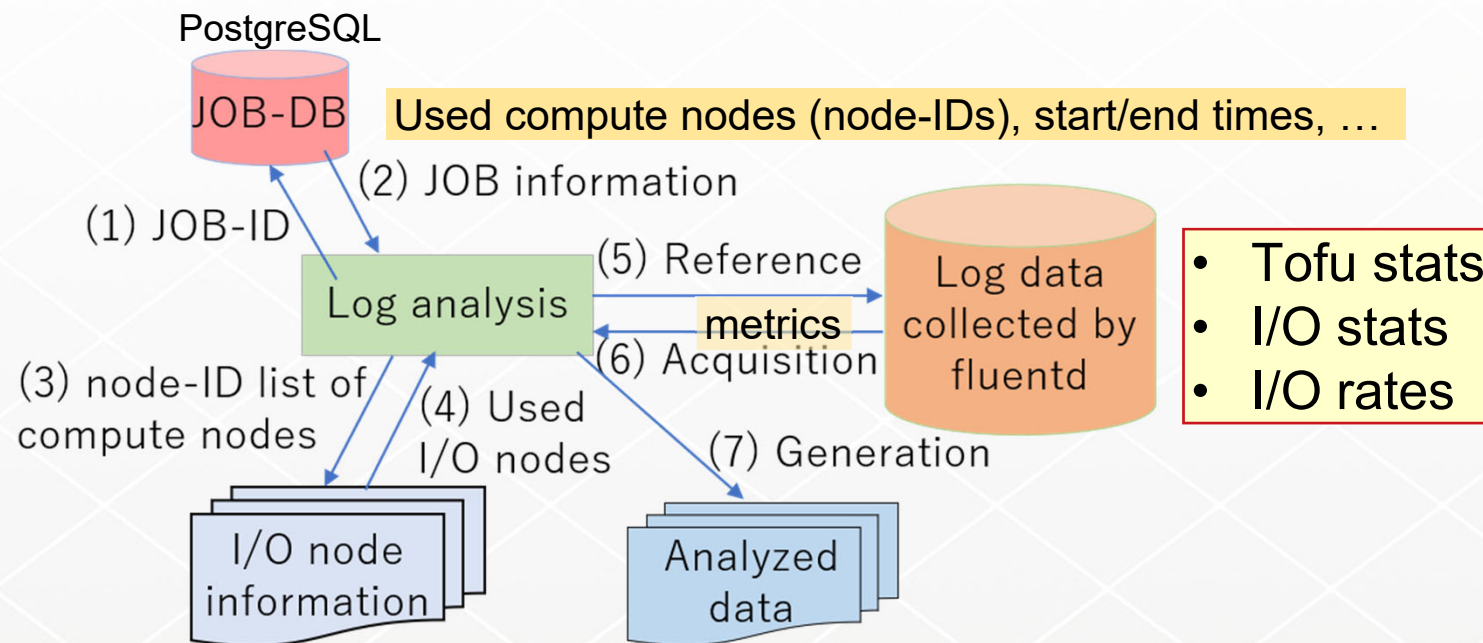 PostgreSQL
JOB-DB
Used compute nodes (node-IDs), start/end times, …
(2) JOB information
(1) JOB-ID
Log analysis
(5) Reference
metrics
(6) Acquisition
Log data
collected by
fluentd
• Tofu stats
• I/O stats
• I/O rates
(3) node-ID list of
compute nodes
(4) Used
I/O nodes
(7) Generation
I/O node
information
Analyzed
data